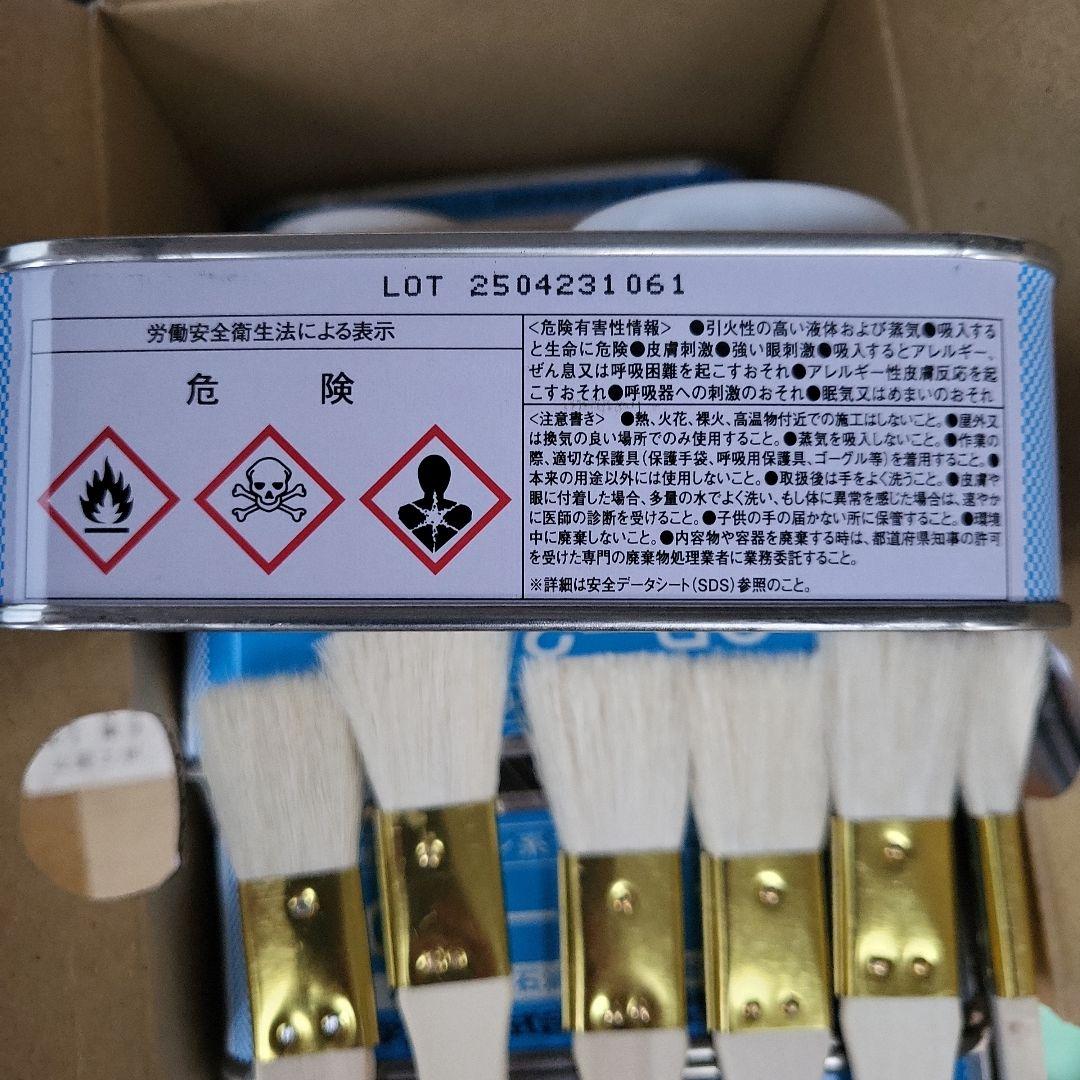 LOT 2504231061
労働安全衛生法による表示
危 険
<危険有害性情報> ●引火性の高い液体および蒸気●吸入する
と生命に危険●皮膚刺激●強い眼刺激●吸入するとアレルギー、
ぜん息又は呼吸困難を起こすおそれ●アレルギー性皮膚反応を起
こすおそれ●呼吸器への刺激のおそれ●眠気又はめまいのおそれ
<注意書き> ●熱、火花、裸火、高温物付近での施工はしないこと。●屋外又
は換気の良い場所でのみ使用すること。●蒸気を吸入しないこと。●作業の
際、適切な保護具(保護手袋、呼吸用保護具、ゴーグル等)を着用すること。●
本来の用途以外には使用しないこと。●取扱後は手をよく洗うこと。●皮膚や
眼に付着した場合、多量の水でよく洗い、もし体に異常を感じた場合は、速やか
に医師の診断を受けること。●子供の手の届かない所に保管すること。●環境
中に廃棄しないこと。●内容物や容器を廃棄する時は、都道府県知事の許可
を受けた専門の廃棄物処理業者に業務委託すること。
※詳細は安全データシート(SDS)参照のこと。